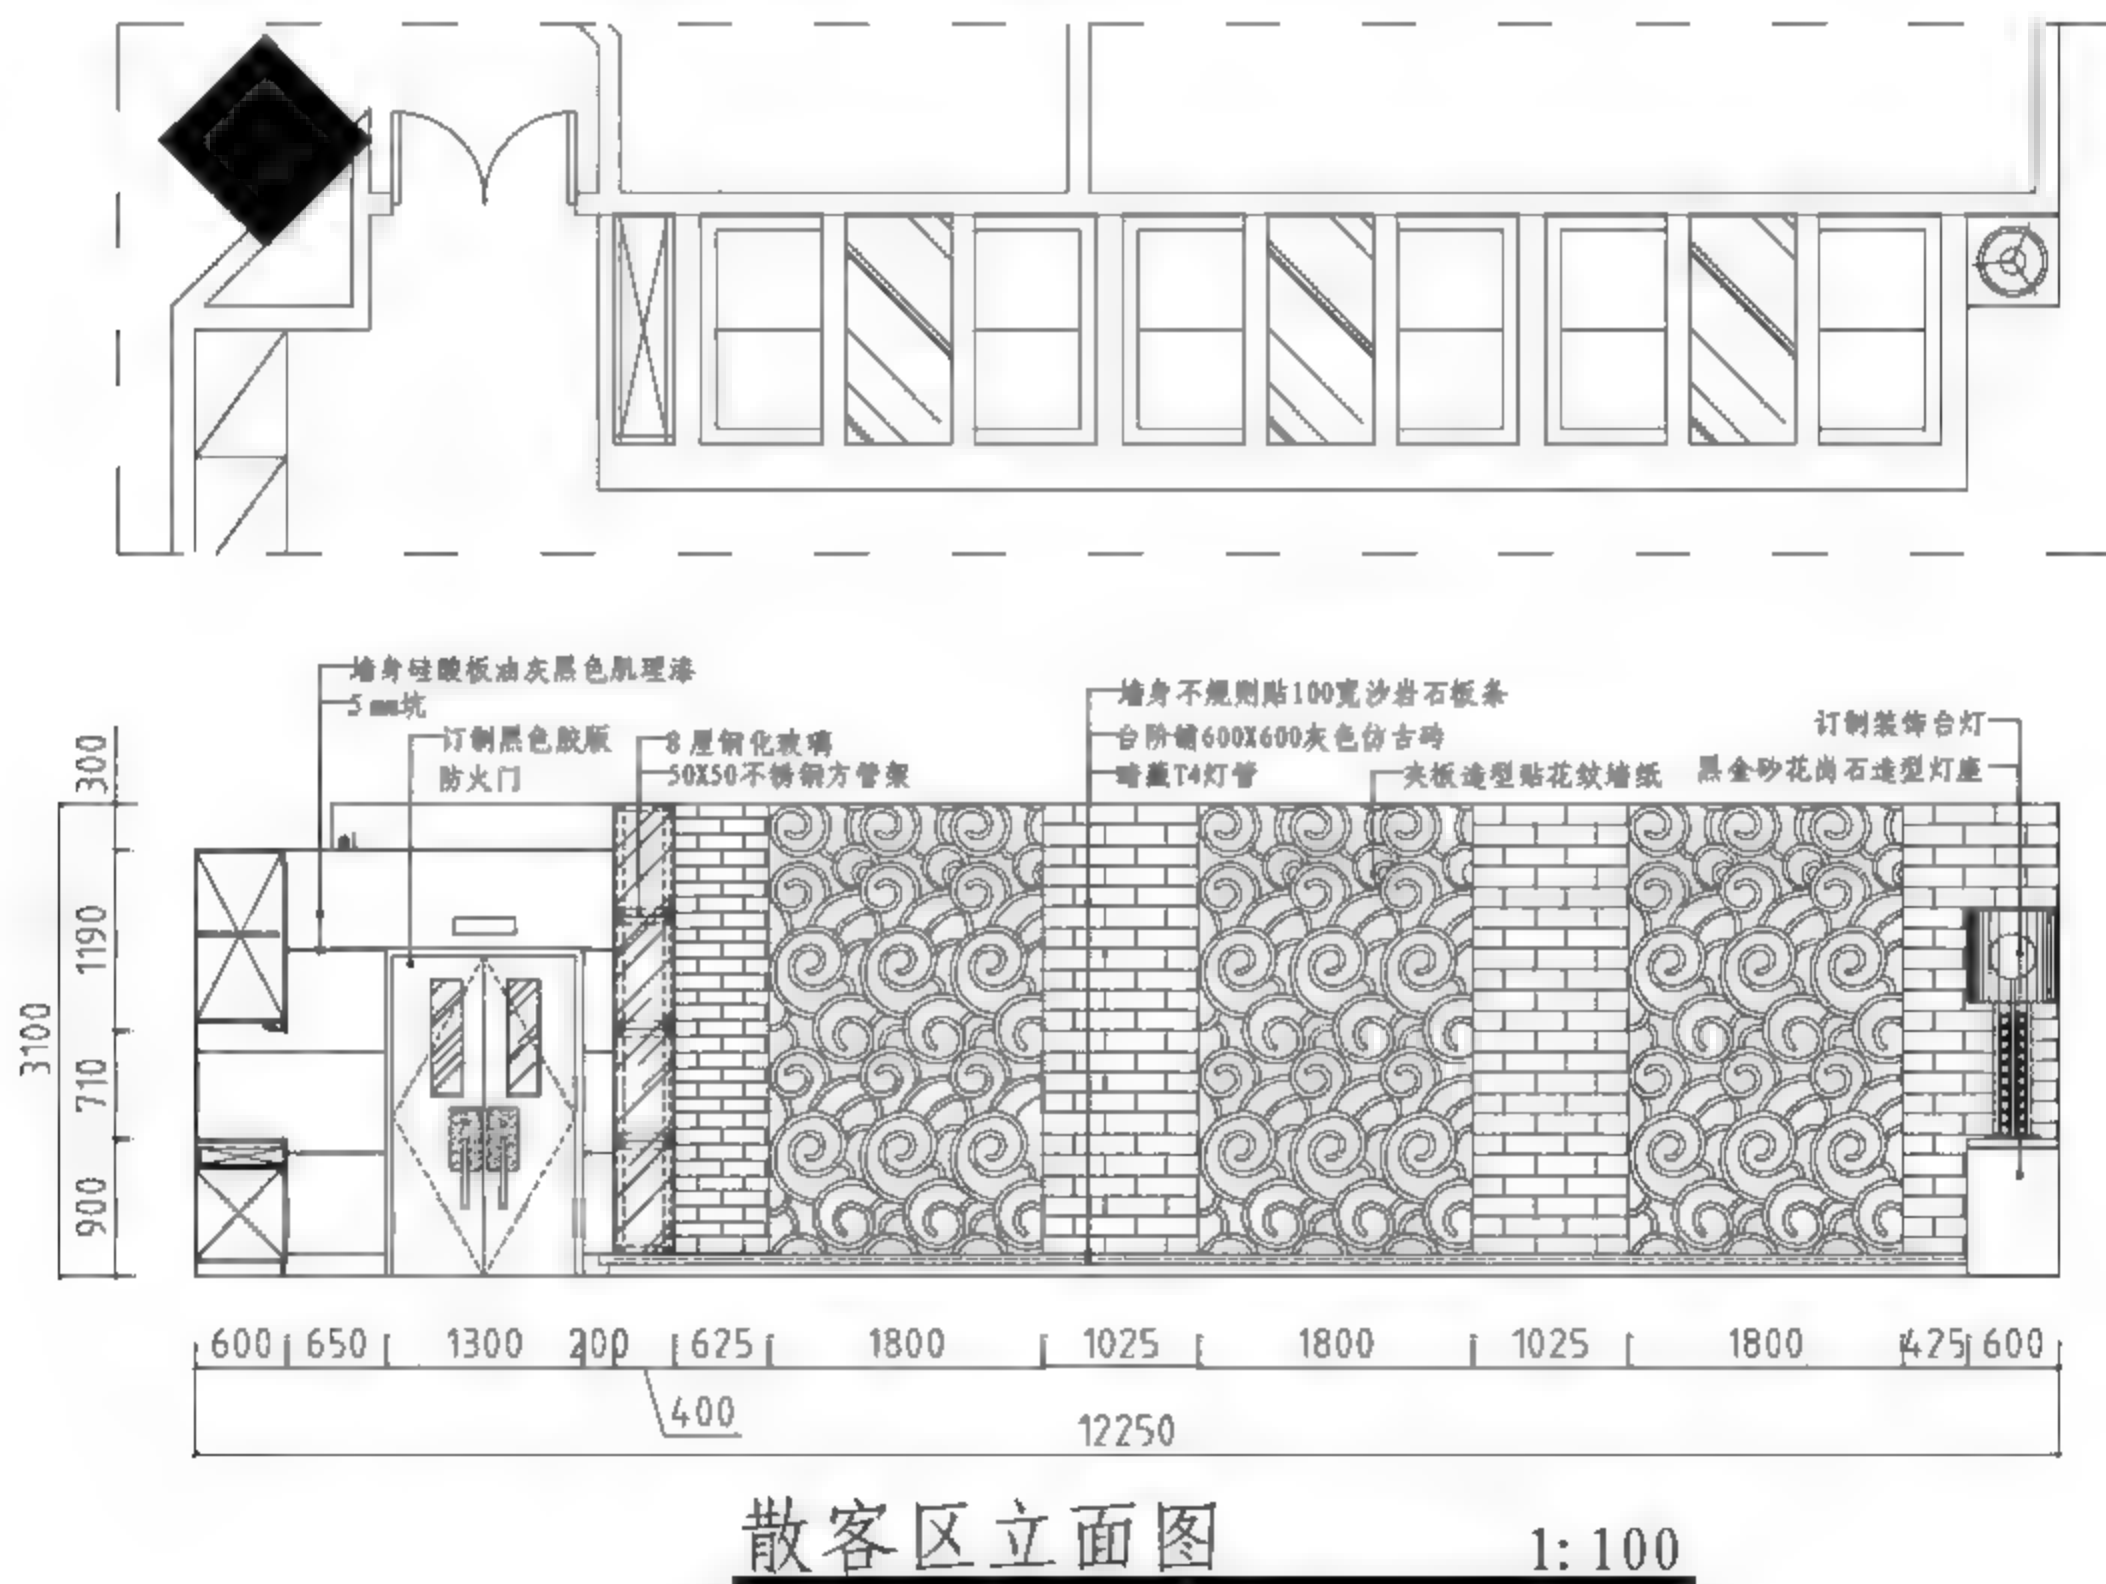 墙身硅酸板油灰黑色肌理漆
5mm坑
订制黑色胶版
防火门
8厘钢化玻璃
50X50不锈钢方管架
墙身不规则贴100宽沙岩石板条
台阶铺600X600灰色仿古砖
暗藏T4灯管
夹板造型贴花纹墙纸
订制装饰台灯
黑金砂花岗石造型灯座
300
1190
710
900
3100
600 650 1300 200 625 1800 1025 1800 1025 1800 425 600
400
12250
散客区立面图 1:100